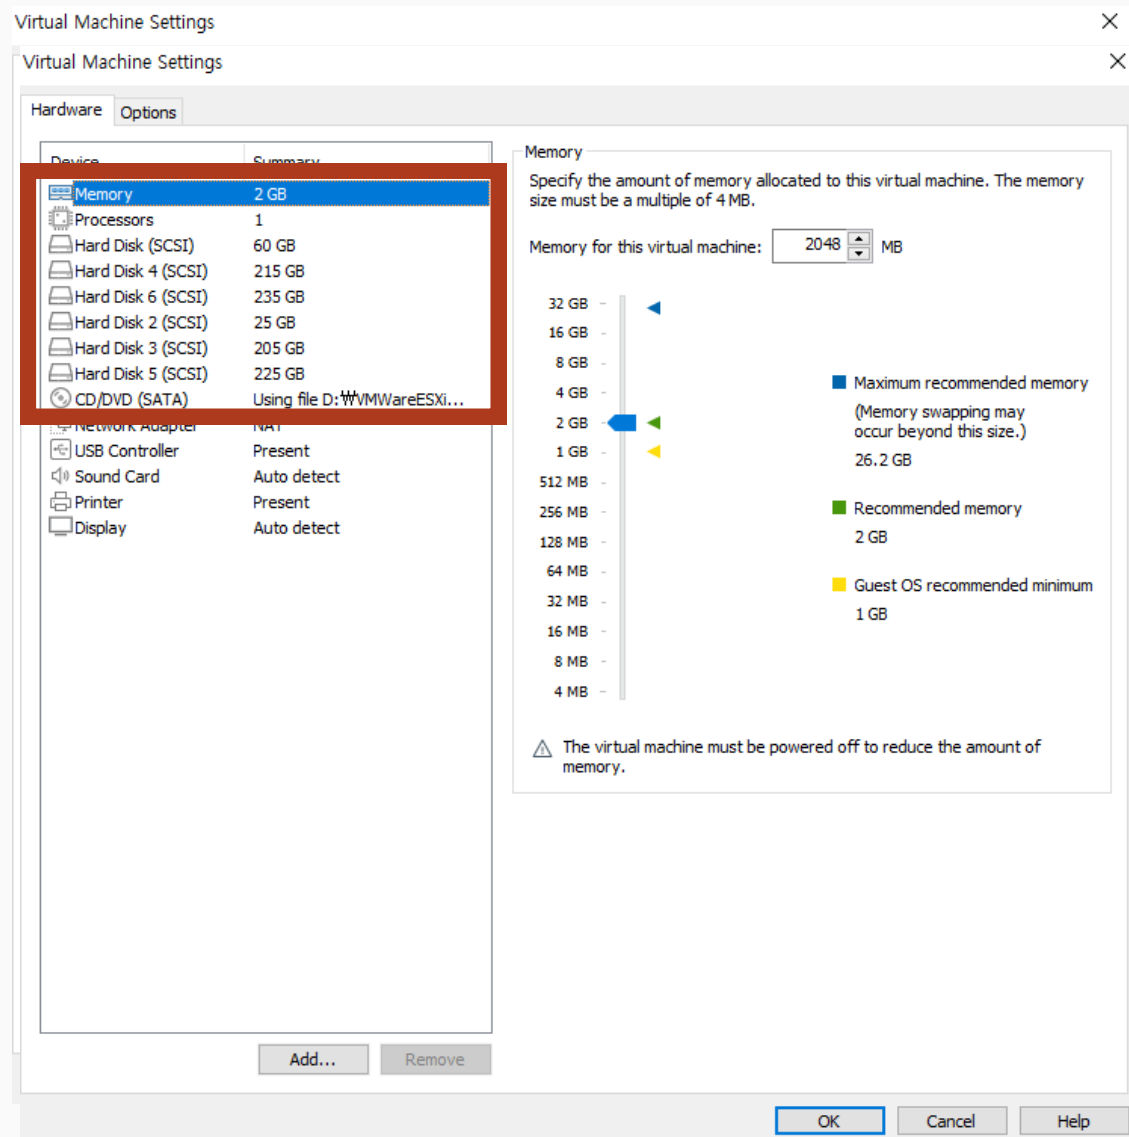 Virtual Machine Settings
Virtual Machine Settings
Hardware
Options
Device Summary
Memory 2 GB
Processors 1
Hard Disk (SCSI) 60 GB
Hard Disk 4 (SCSI) 215 GB
Hard Disk 6 (SCSI) 235 GB
Hard Disk 2 (SCSI) 25 GB
Hard Disk 3 (SCSI) 205 GB
Hard Disk 5 (SCSI) 225 GB
CD/DVD (SATA) Using file D:₩VMWareESXi...
Network Adapter NAT
USB Controller Present
Sound Card Auto detect
Printer Present
Display Auto detect
Add...
Remove
Memory
Specify the amount of memory allocated to this virtual machine. The memory
size must be a multiple of 4 MB.
Memory for this virtual machine: 2048 MB
32 GB
16 GB
8 GB
4 GB
2 GB
1 GB
512 MB
256 MB
128 MB
64 MB
32 MB
16 MB
8 MB
4 MB
Maximum recommended memory
(Memory swapping may
occur beyond this size.)
26.2 GB
Recommended memory
2 GB
Guest OS recommended minimum
1 GB
The virtual machine must be powered off to reduce the amount of
memory.
OK
Cancel
Help